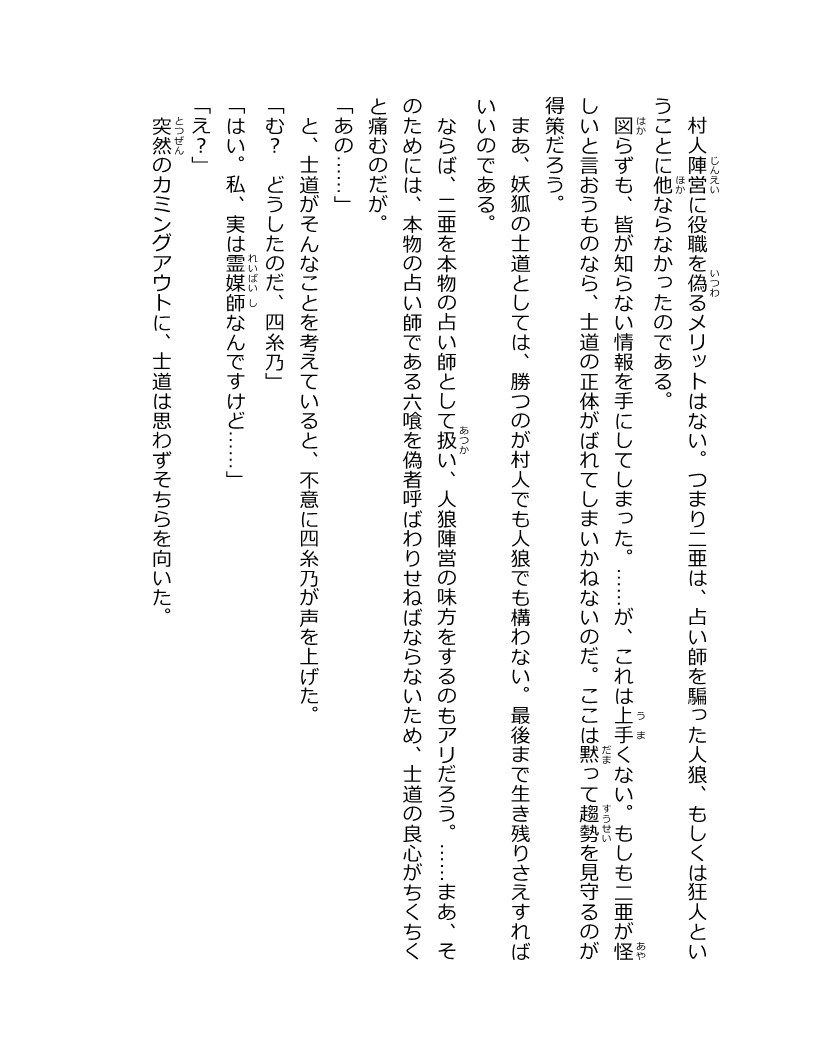 村人陣営に役職を偽るメリットはない。つまり二亜は、占い師を騙った人狼、もしくは狂人とい
うことに他ならなかったのである。
図らずも、皆が知らない情報を手にしてしまった。……が、これは上手くない。もしも二亜が怪
しいと言おうものなら、士道の正体がばれてしまいかねないのだ。ここは黙って趨勢を見守るのが
得策だろう。
まあ、妖狐の士道としては、勝つのが村人でも人狼でも構わない。最後まで生き残りさえすれば
いいのである。
ならば、二亜を本物の占い師として扱い、人狼陣営の味方をするのもアリだろう。……まあ、そ
のためには、本物の占い師である六喰を偽者呼ばわりせねばならないため、士道の良心がちくちく
と痛むのだが。
「あの……」
と、士道がそんなことを考えていると、不意に四糸乃が声を上げた。
「む?　どうしたのだ、四糸乃」
「はい。私、実は霊媒師なんですけど……」
「え?」
突然のカミングアウトに、士道は思わずそちらを向いた。